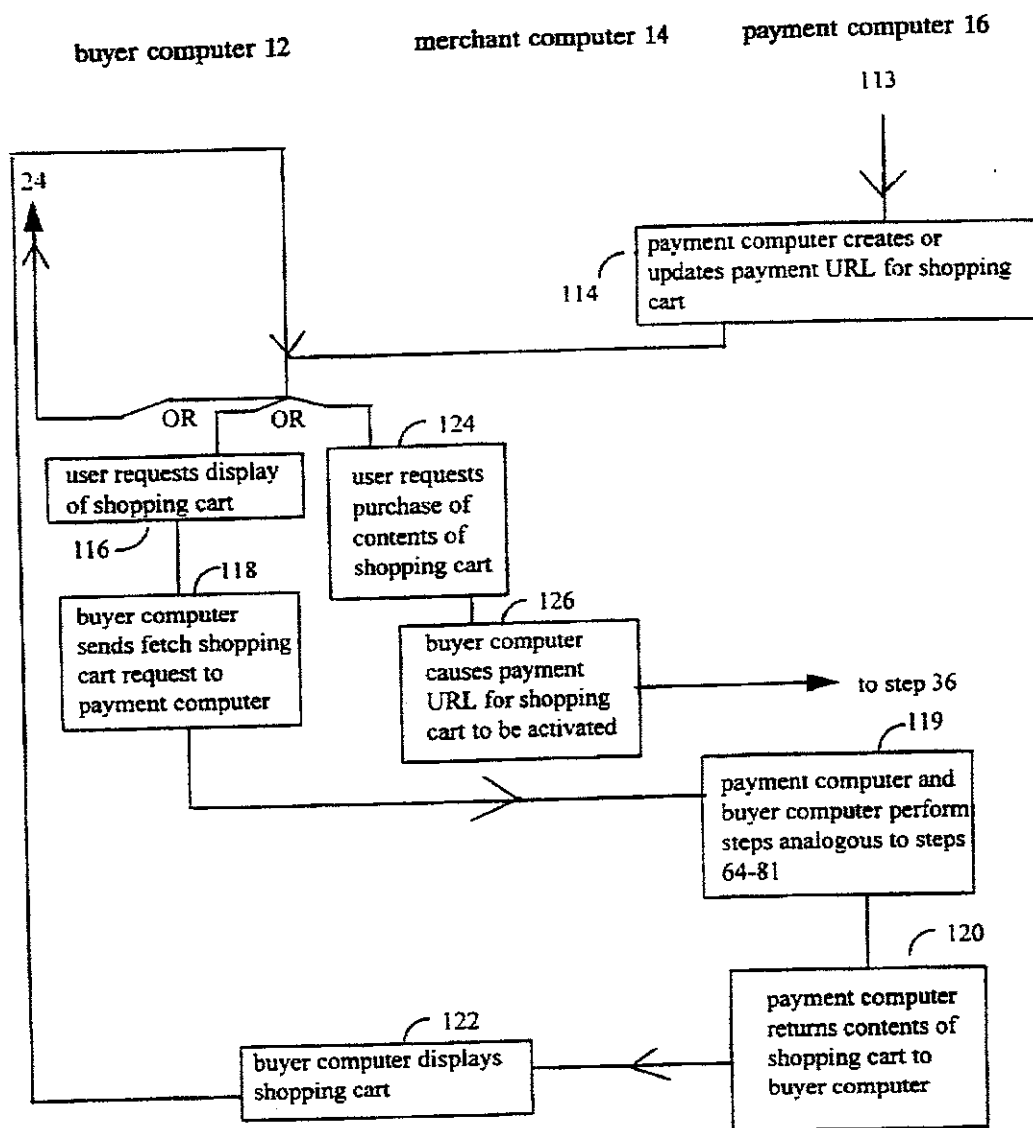 buyer computer 12
merchant computer 14
payment computer 16
113
24
payment computer creates or
updates payment URL for shopping
cart
114
OR
OR
124
user requests display
of shopping cart
116
user requests
purchase of
contents of
shopping cart
118
buyer computer
sends fetch shopping
cart request to
payment computer
126
buyer computer
causes payment
URL for shopping
cart to be activated
to step 36
119
payment computer and
buyer computer perform
steps analogous to steps
64-81
120
payment computer
returns contents of
shopping cart to
buyer computer
122
buyer computer displays
shopping cart